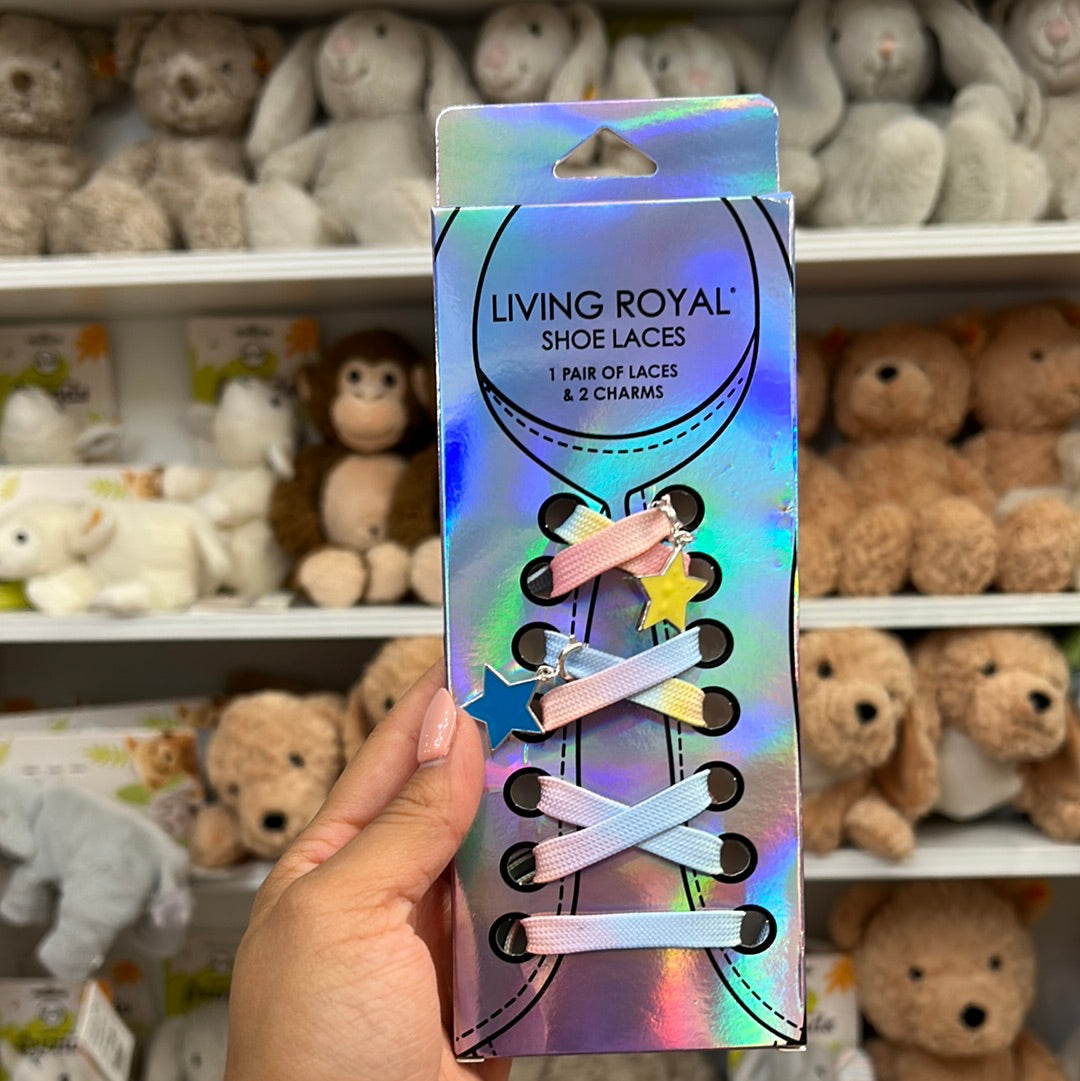 LIVING ROYAL®
SHOE LACES
1 PAIR OF LACES
& 2 CHARMS